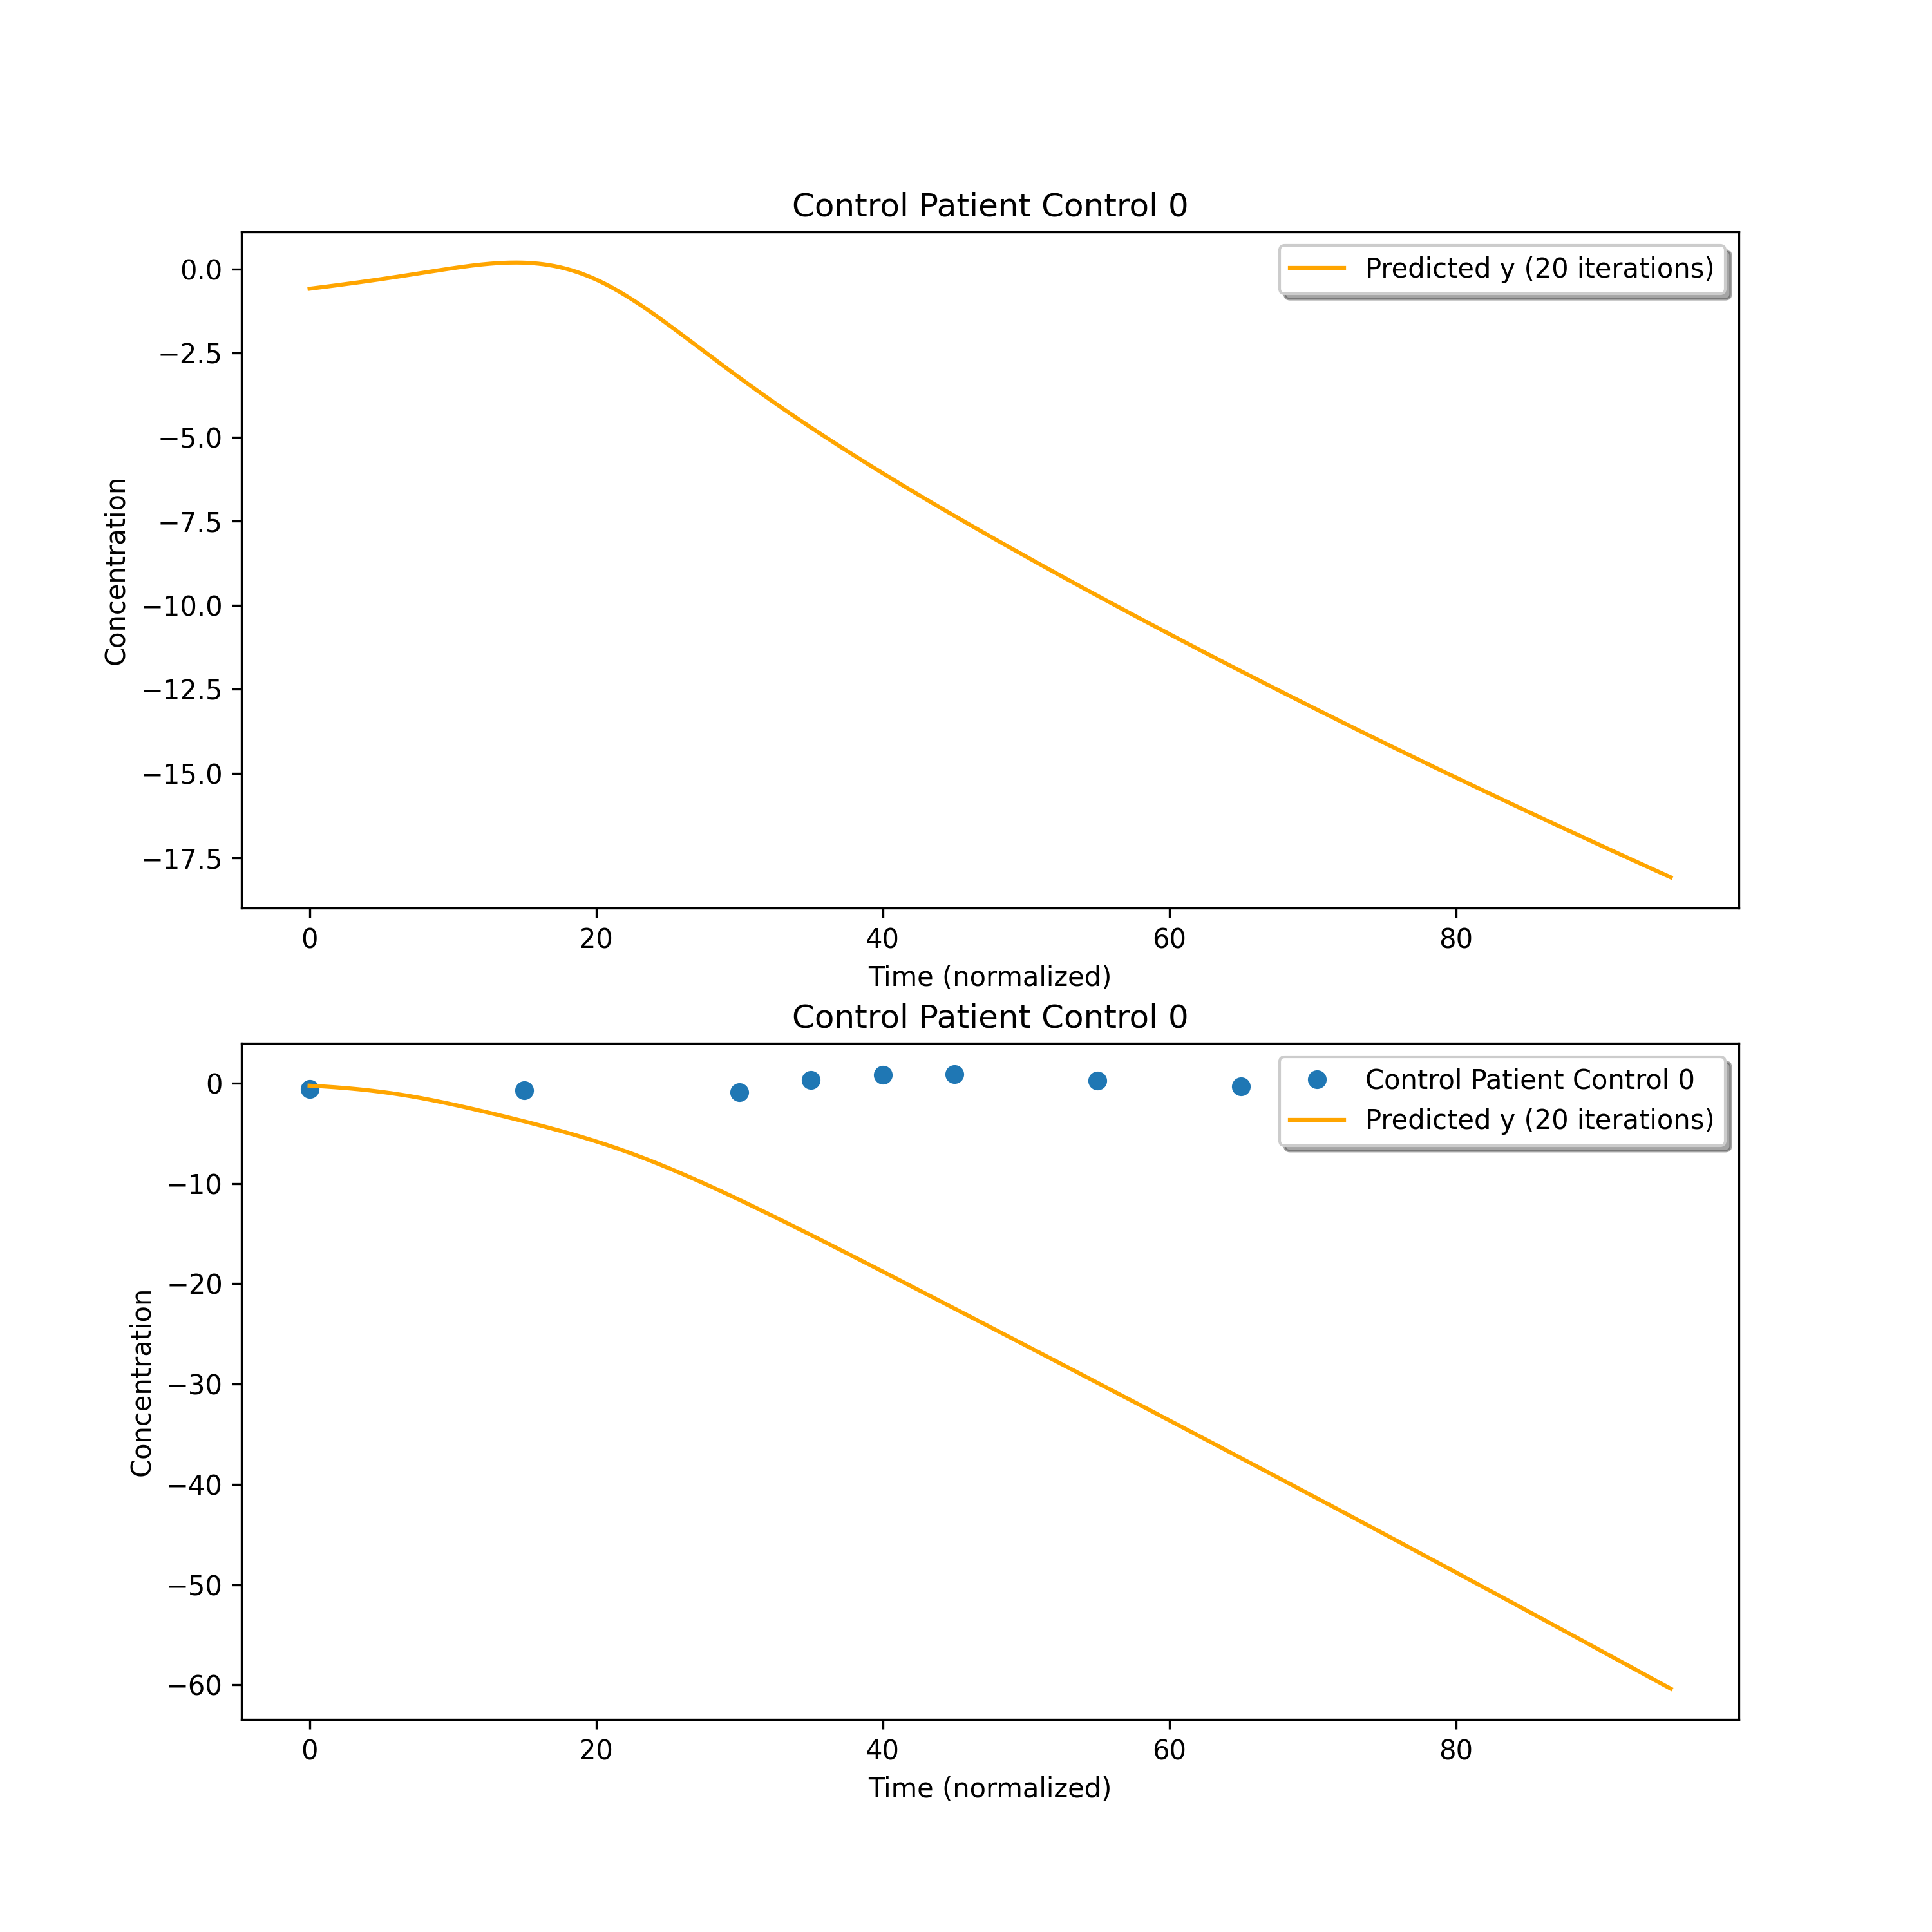 Control Patient Control 0
Predicted y (20 iterations)
0.0
−2.5
−5.0
−7.5
−10.0
−12.5
−15.0
−17.5
Concentration
0 20 40 60 80
Time (normalized)
Control Patient Control 0
Control Patient Control 0
Predicted y (20 iterations)
0
−10
−20
−30
−40
−50
−60
Concentration
0 20 40 60 80
Time (normalized)